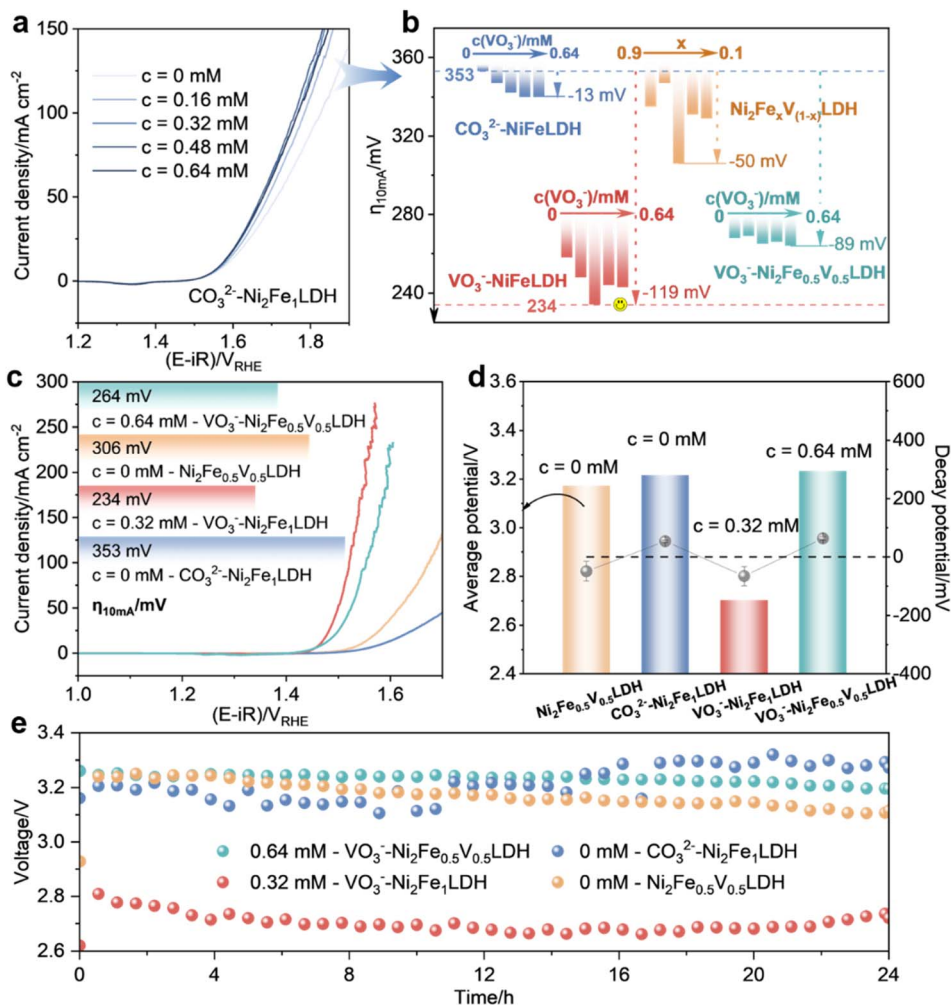 a
Current density/mA cm⁻²
150
100
50
0
c = 0 mM
c = 0.16 mM
c = 0.32 mM
c = 0.48 mM
c = 0.64 mM
CO₃²⁻-Ni₂Fe₁LDH
1.2 1.4 1.6 1.8
(E-iR)/V_RHE
b
η₁₀ₘA/mV
360
320
280
240
c(VO₃⁻)/mM
0 0.64
353
-13 mV
CO₃²⁻-NiFeLDH
x
0.9 0.1
Ni₂FeₓV₍₁₋ₓ₎LDH
-50 mV
c(VO₃⁻)/mM
0 0.64
VO₃⁻-NiFeLDH
234
-119 mV
c(VO₃⁻)/mM
0 0.64
-89 mV
VO₃⁻-Ni₂Fe₀.₅V₀.₅LDH
c
Current density/mA cm⁻²
300
250
200
150
100
50
0
264 mV
c = 0.64 mM - VO₃⁻-Ni₂Fe₀.₅V₀.₅LDH
306 mV
c = 0 mM - Ni₂Fe₀.₅V₀.₅LDH
234 mV
c = 0.32 mM - VO₃⁻-Ni₂Fe₁LDH
353 mV
c = 0 mM - CO₃²⁻-Ni₂Fe₁LDH
η₁₀ₘA/mV
1.0 1.2 1.4 1.6
(E-iR)/V_RHE
d
Average potential/V
3.6
3.4
3.2
3.0
2.8
2.6
2.4
c = 0 mM
c = 0 mM
c = 0.32 mM
c = 0.64 mM
600
400
200
0
-200
-400
Decay potential/mV
Ni₂Fe₀.₅V₀.₅LDH
CO₃²⁻-Ni₂Fe₁LDH
VO₃⁻-Ni₂Fe₁LDH
VO₃⁻-Ni₂Fe₀.₅V₀.₅LDH
e
Voltage/V
3.4
3.2
3.0
2.8
2.6
0.64 mM - VO₃⁻-Ni₂Fe₀.₅V₀.₅LDH
0 mM - CO₃²⁻-Ni₂Fe₁LDH
0.32 mM - VO₃⁻-Ni₂Fe₁LDH
0 mM - Ni₂Fe₀.₅V₀.₅LDH
0 4 8 12 16 20 24
Time/h